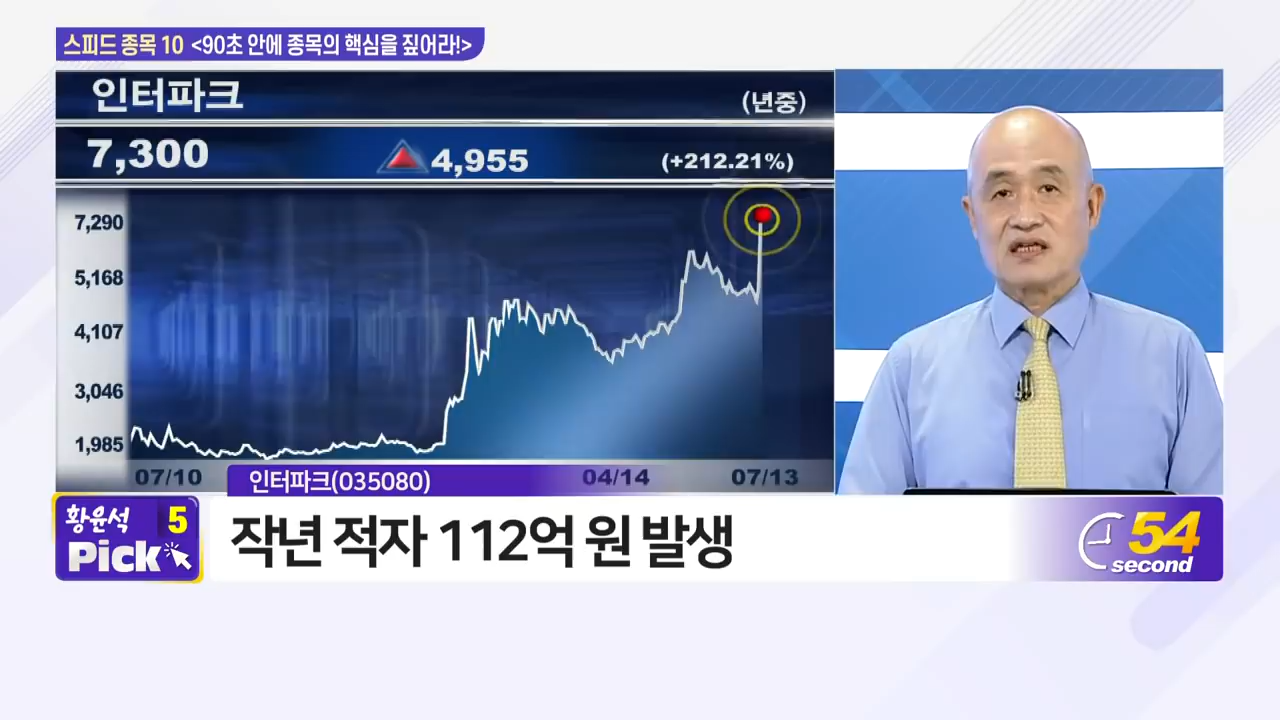 스피드 종목 10 <90초 안에 종목의 핵심을 짚어라!>
인터파크
(년중)
7,300 ▲ 4,955 (+212.21%)
7,290
5,168
4,107
3,046
1,985
07/10 04/14 07/13
인터파크(035080)
황윤석 5
Pick
작년 적자 112억 원 발생
54
second